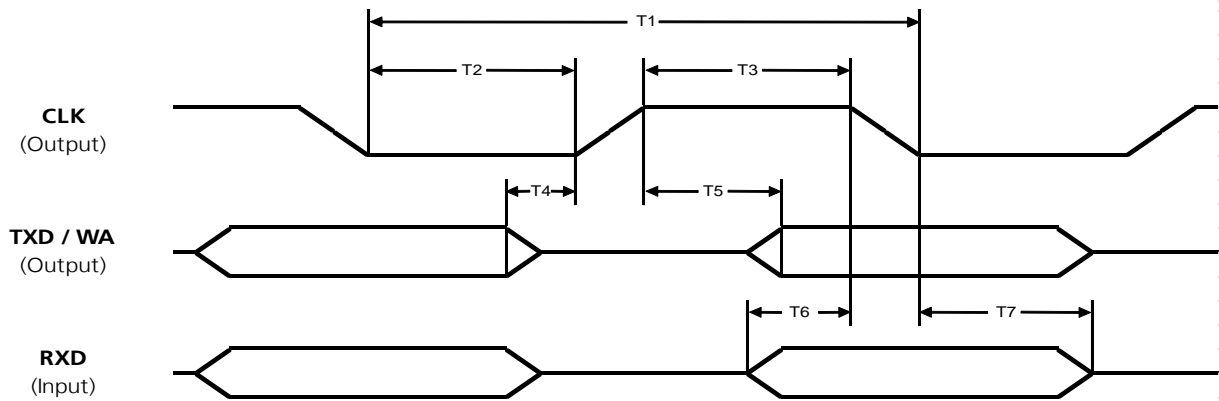 T1
T2
T3
CLK
(Output)
T4
T5
TXD / WA
(Output)
T6
T7
RXD
(Input)